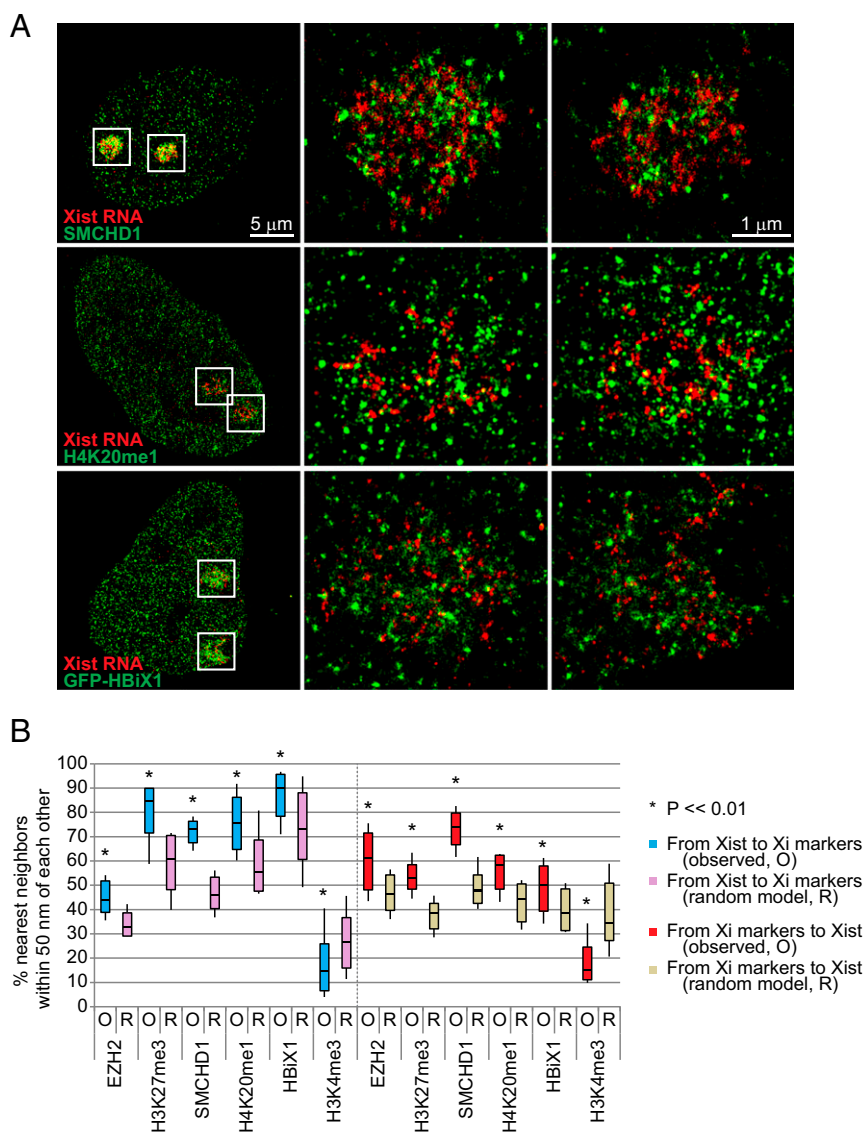 A
Xist RNA
SMCHD1
5 μm
1 μm
Xist RNA
H4K20me1
Xist RNA
GFP-HBiX1
B
% nearest neighbors
within 50 nm of each other
100
90
80
70
60
50
40
30
20
10
0
* * * * * * * * * * * *
O R O R O R O R O R O R O R O R O R O R O R O R
EZH2
H3K27me3
SMCHD1
H4K20me1
HBiX1
H3K4me3
EZH2
H3K27me3
SMCHD1
H4K20me1
HBiX1
H3K4me3
* P << 0.01
From Xist to Xi markers
(observed, O)
From Xist to Xi markers
(random model, R)
From Xi markers to Xist
(observed, O)
From Xi markers to Xist
(random model, R)